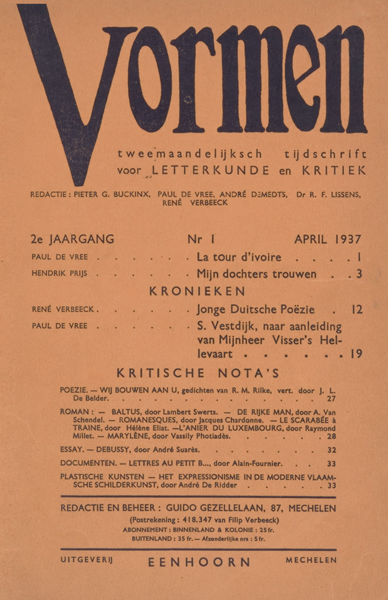 Vormen
tweemaandelijksch tijdschrift
voor LETTERKUNDE en KRITIEK
REDACTIE: PIETER G. BUCKINX, PAUL DE VREE, ANDRÉ DEMEDTS, Dr R. F. LISSENS,
RENÉ VERBEECK
2e JAARGANG Nr 1 APRIL 1937
PAUL DE VREE . . . . . . La tour d'ivoire . . . . 1
HENDRIK PRIJS . . . . . . Mijn dochters trouwen . . 3
KRONIEKEN
RENÉ VERBEECK . . . . . . Jonge Duitsche Poëzie . 12
PAUL DE VREE . . . . . . S. Vestdijk, naar aanleiding
van Mijnheer Visser's Hel-
levaart . . . . . . 19
KRITISCHE NOTA'S
POEZIE. — WIJ BOUWEN AAN U, gedichten van R. M. Rilke, vert. door J. L.
De Belder. . . . . . . . . . . . . 27
ROMAN: — BALTUS, door Lambert Swerts. — DE RIJKE MAN, door A. Van
Schendel. — ROMANESQUES, door Jacques Chardonne. — LE SCARABÉE À
TRAINE, door Hélène Eliat. —L'ANIER DU LUXEMBOURG, door Raymond
Millet. — MARYLÈNE, door Vassily Photiadès. . . . . . 28
ESSAY. — DEBUSSY, door André Suarès. . . . . . . 32
DOCUMENTEN. — LETTRES AU PETIT B..., door Alain-Fournier. . . 33
PLASTISCHE KUNSTEN — HET EXPRESSIONISME IN DE MODERNE VLAAM-
SCHE SCHILDERKUNST, door André De Ridder . . . . . 33
REDACTIE EN BEHEER: GUIDO GEZELLELAAN, 87, MECHELEN
(Postrekening: 418,347 van Filip Verbeeck)
ABONNEMENT: BINNENLAND & KOLONIE: 25fr.
BUITENLAND: 35 fr. — Afzonderlijke nrs: 5 fr.
UITGEVERIJ EENHOORN MECHELEN